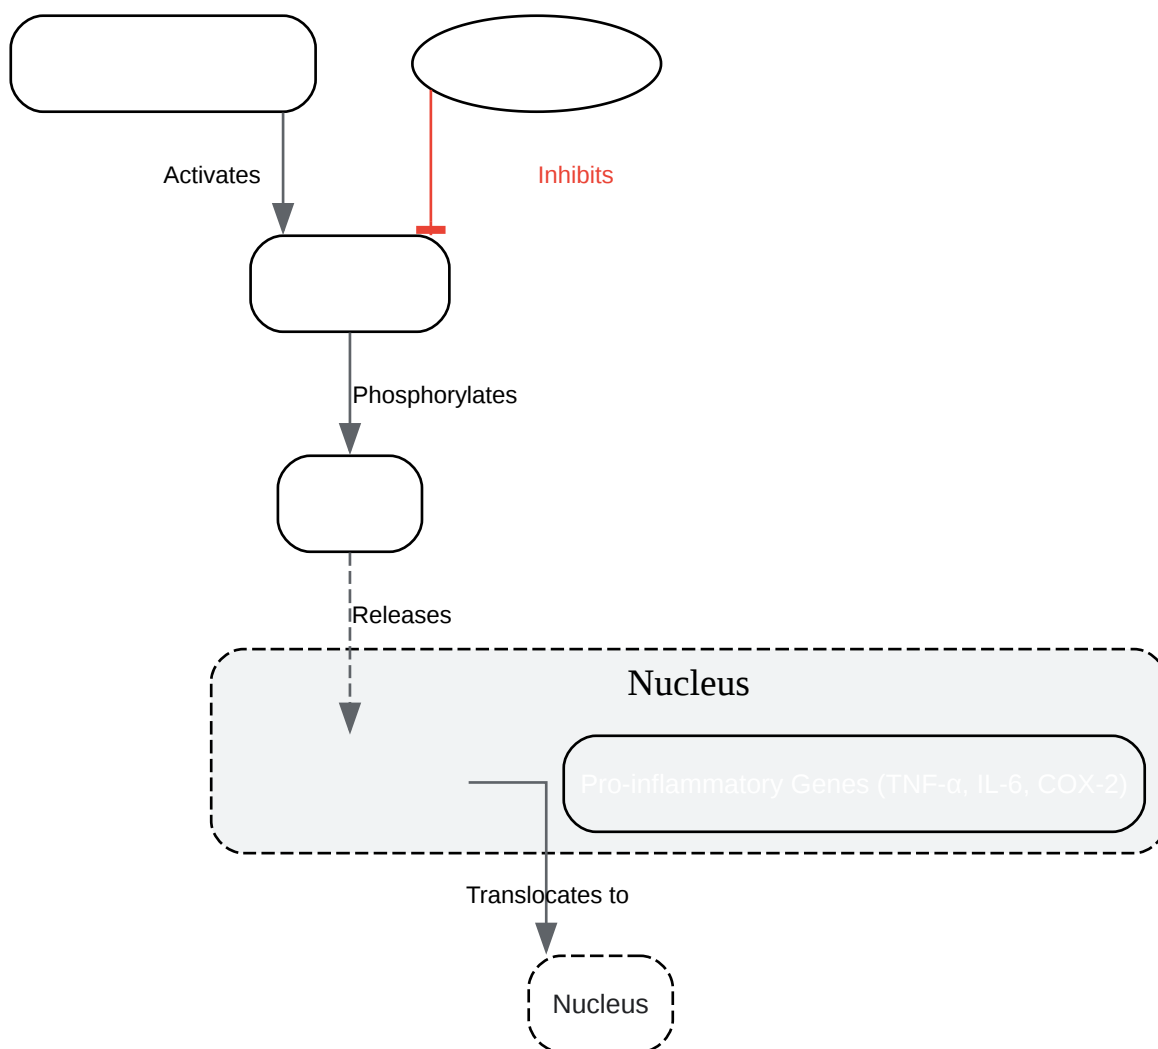 Activates
Inhibits
Phosphorylates
Releases
Nucleus
Pro-inflammatory Genes (TNF-α, IL-6, COX-2)
Translocates to
Nucleus